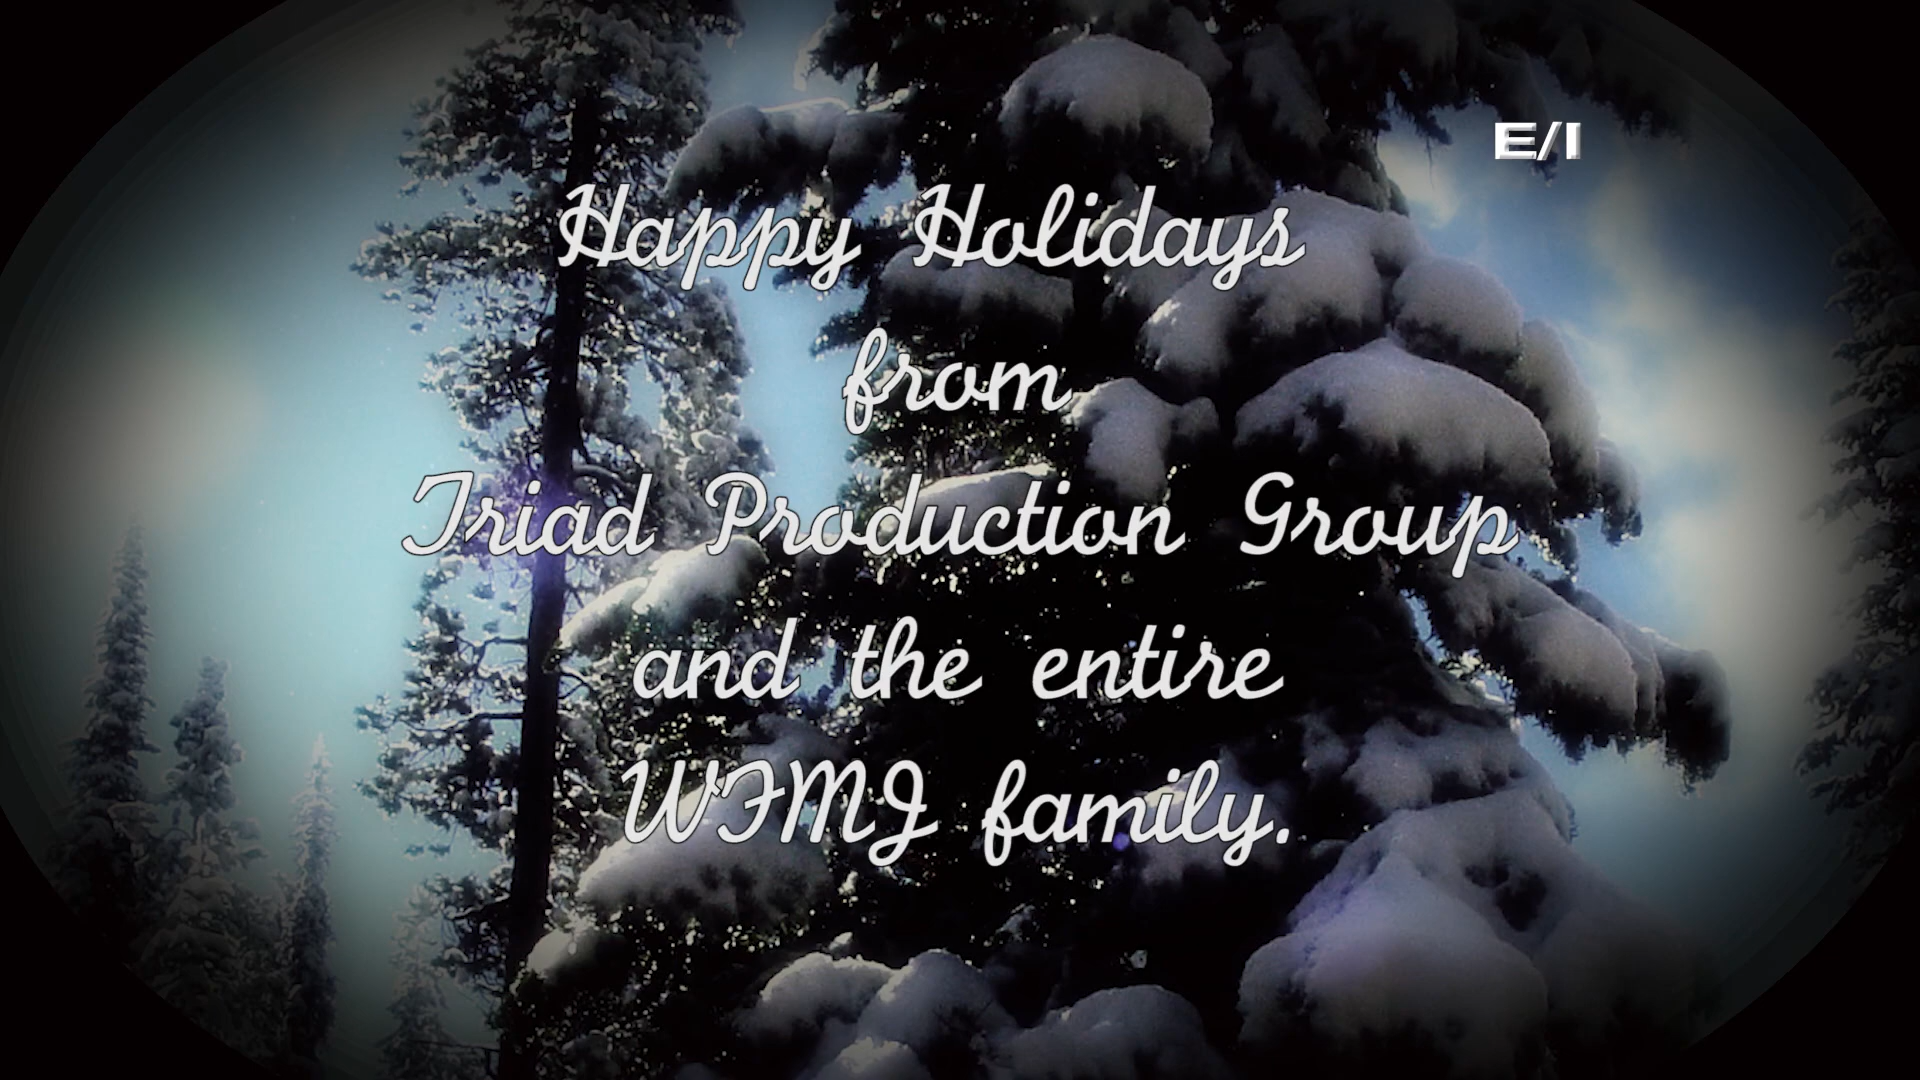 E/I
Happy Holidays
from
Triad Production Group
and the entire
WFMJ family.